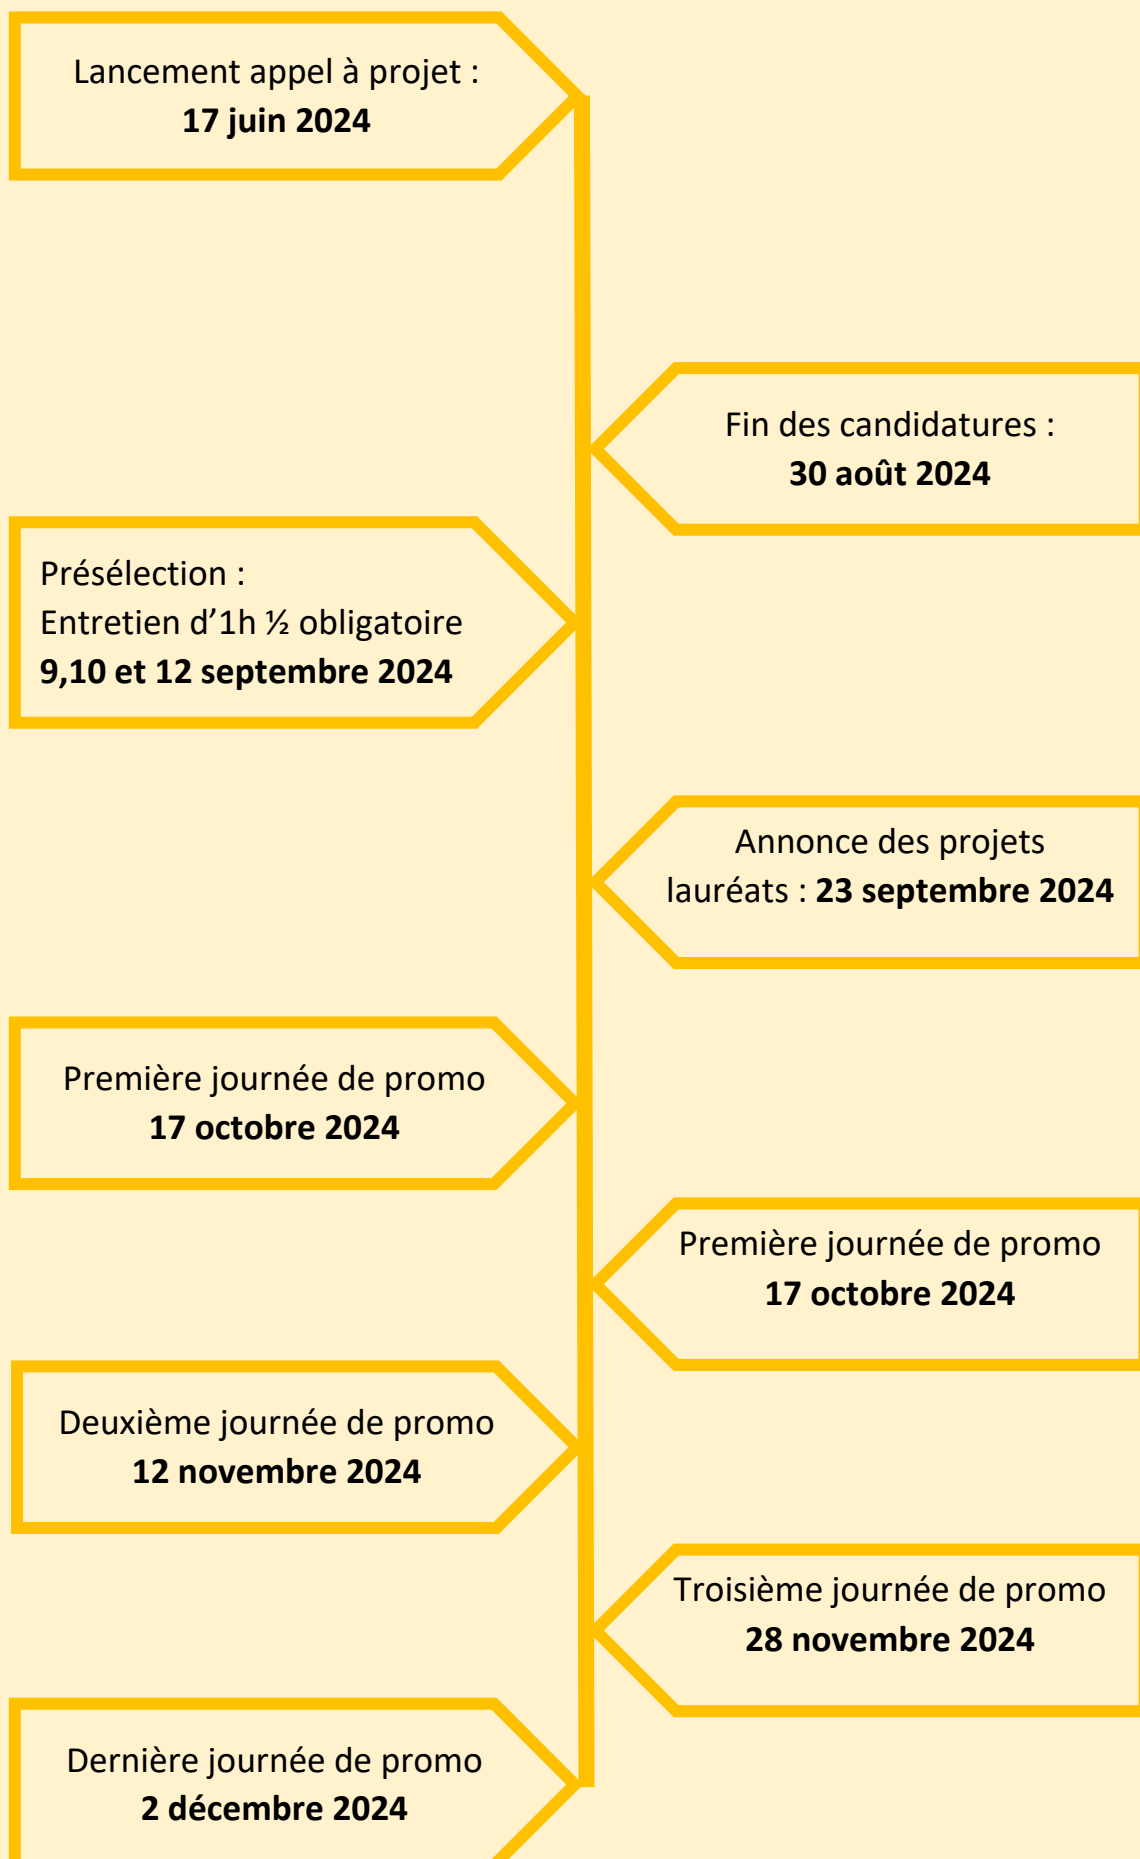 Lancement appel à projet :
17 juin 2024
Fin des candidatures :
30 août 2024
Présélection :
Entretien d’1h ½ obligatoire
9,10 et 12 septembre 2024
Annonce des projets
lauréats : 23 septembre 2024
Première journée de promo
17 octobre 2024
Première journée de promo
17 octobre 2024
Deuxième journée de promo
12 novembre 2024
Troisième journée de promo
28 novembre 2024
Dernière journée de promo
2 décembre 2024